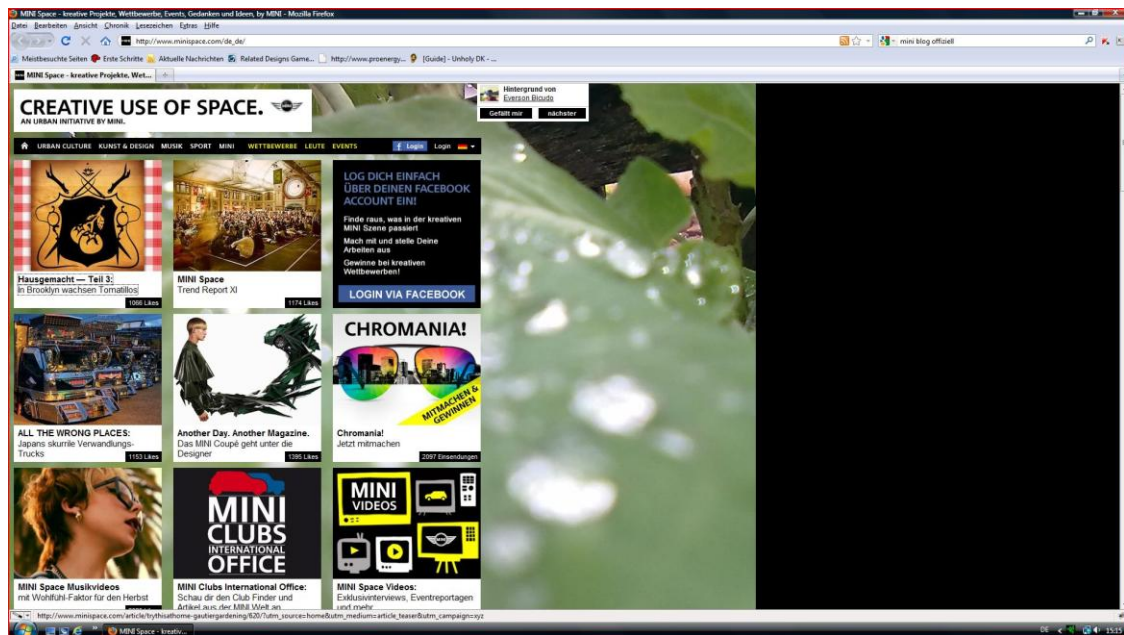 MINI Space - kreative Projekte, Wettbewerbe, Events, Gedanken und Ideen, by MINI - Mozilla Firefox
Datei Bearbeiten Ansicht Chronik Lesezeichen Extras Hilfe
http://www.minispace.com/de_de/
mini blog offiziell
Meistbesuchte Seiten Erste Schritte Aktuelle Nachrichten Related Designs Game... http://www.proenergy... [Guide] - Unholy DK - ...
MINI Space - kreative Projekte, Wet...
CREATIVE USE OF SPACE.
AN URBAN INITIATIVE BY MINI.
Hintergrund von
Everson Bicudo
Gefällt mir nächster
URBAN CULTURE KUNST & DESIGN MUSIK SPORT MINI WETTBEWERBE LEUTE EVENTS f Login Login
LOG DICH EINFACH
ÜBER DEINEN FACEBOOK
ACCOUNT EIN!
Finde raus, was in der kreativen
MINI Szene passiert
Mach mit und stelle Deine
Arbeiten aus
Gewinne bei kreativen
Wettbewerben!
LOGIN VIA FACEBOOK
Hausgemacht — Teil 3:
In Brooklyn wachsen Tomatillos
1066 Likes
MINI Space
Trend Report XI
1174 Likes
CHROMANIA!
MITMACHEN &
GEWINNEN
ALL THE WRONG PLACES:
Japans skurrile Verwandlungs-
Trucks
1153 Likes
Another Day. Another Magazine.
Das MINI Coupé geht unter die
Designer
1395 Likes
Chromania!
Jetzt mitmachen
2097 Einsendungen
MINI
CLUBS
INTERNATIONAL
OFFICE
MINI
VIDEOS
MINI Space Musikvideos
mit Wohlfühl-Faktor für den Herbst
MINI Clubs International Office:
Schau dir den Club Finder und
Artikel aus der MINI Welt an
MINI Space Videos:
Exklusivinterviews, Eventreportagen
und mehr
http://www.minispace.com/article/trythisathome-gautiergardening/620/?utm_source=home&utm_medium=article_teaser&utm_campaign=xyz
MINI Space - kreativ...
DE
15:15